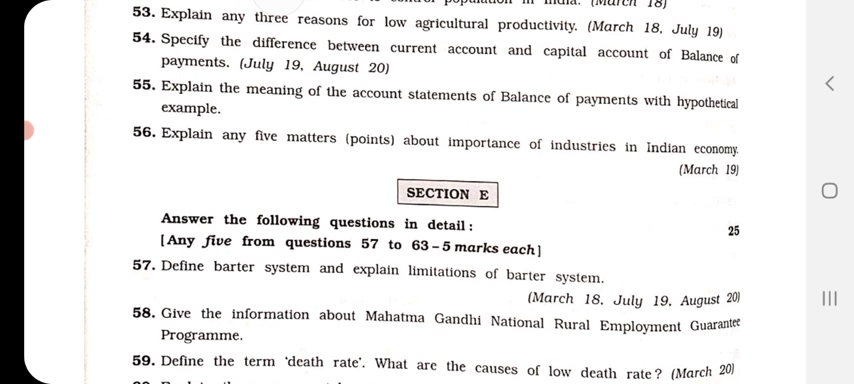 population in India. (March 18)
53. Explain any three reasons for low agricultural productivity. (March 18, July 19)
54. Specify the difference between current account and capital account of Balance of
payments. (July 19, August 20)
55. Explain the meaning of the account statements of Balance of payments with hypothetical
example.
56. Explain any five matters (points) about importance of industries in Indian economy.
(March 19)
SECTION E
Answer the following questions in detail :
25
[Any five from questions 57 to 63 – 5 marks each]
57. Define barter system and explain limitations of barter system.
(March 18, July 19, August 20)
58. Give the information about Mahatma Gandhi National Rural Employment Guarantee
Programme.
59. Define the term 'death rate'. What are the causes of low death rate? (March 20)